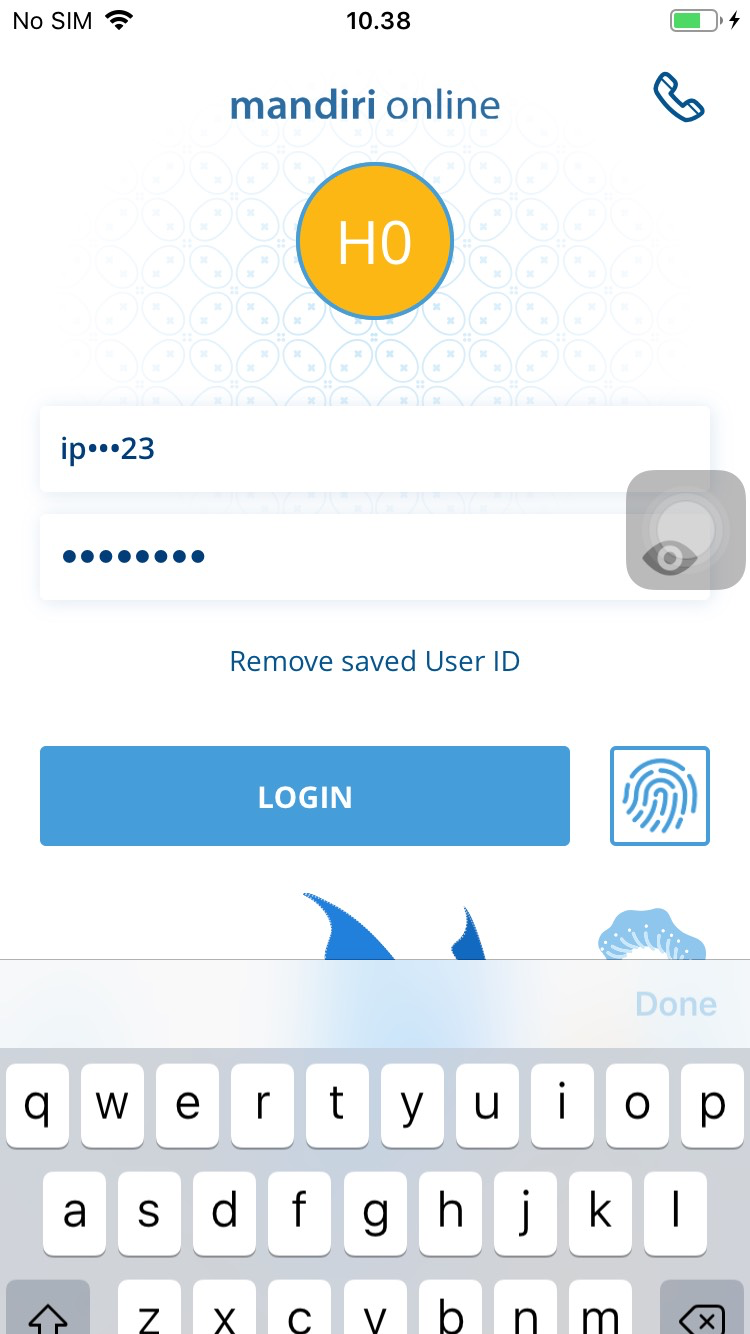 No SIM 10.38
mandiri online
H0
ip•••23
••••••••
Remove saved User ID
LOGIN
Done
q w e r t y u i o p
a s d f g h j k l
z x c v b n m